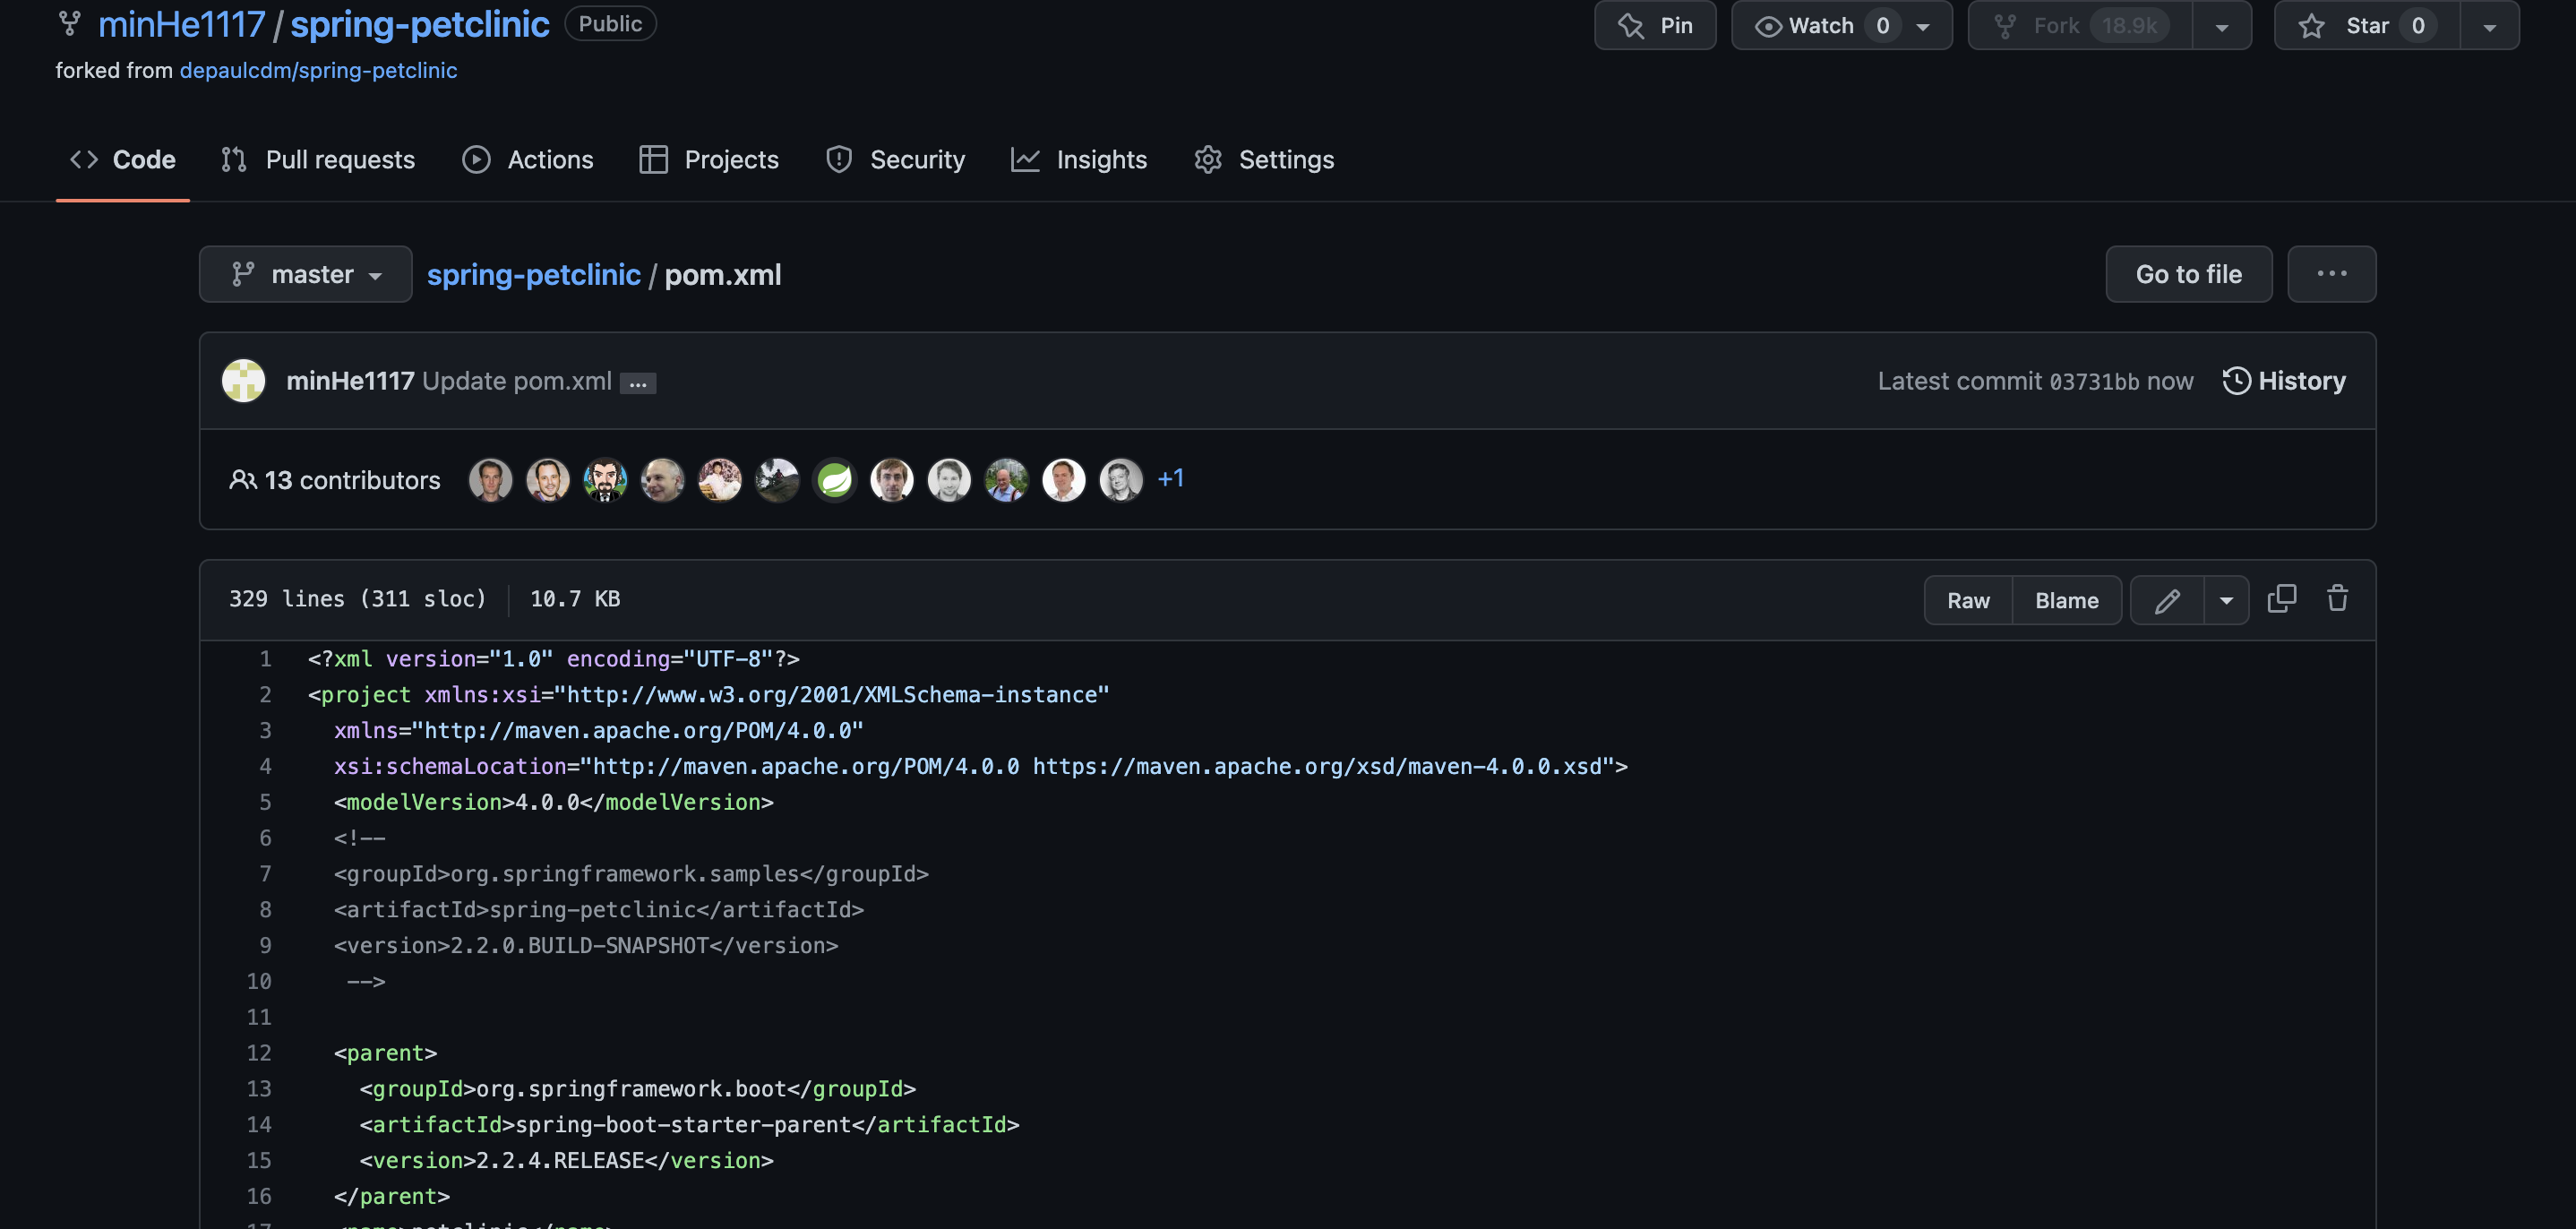 minHe1117 / spring-petclinic Public Pin Watch 0 Fork 18.9k Star 0
forked from depaulcdm/spring-petclinic
Code Pull requests Actions Projects Security Insights Settings
master spring-petclinic / pom.xml Go to file ...
minHe1117 Update pom.xml ... Latest commit 03731bb now History
13 contributors +1
329 lines (311 sloc) 10.7 KB Raw Blame
1 <?xml version="1.0" encoding="UTF-8"?>
2 <project xmlns:xsi="http://www.w3.org/2001/XMLSchema-instance"
3 xmlns="http://maven.apache.org/POM/4.0.0"
4 xsi:schemaLocation="http://maven.apache.org/POM/4.0.0 https://maven.apache.org/xsd/maven-4.0.0.xsd">
5 <modelVersion>4.0.0</modelVersion>
6 <!--
7 <groupId>org.springframework.samples</groupId>
8 <artifactId>spring-petclinic</artifactId>
9 <version>2.2.0.BUILD-SNAPSHOT</version>
10 -->
11
12 <parent>
13 <groupId>org.springframework.boot</groupId>
14 <artifactId>spring-boot-starter-parent</artifactId>
15 <version>2.2.4.RELEASE</version>
16 </parent>
17 <name>petclinic</name>